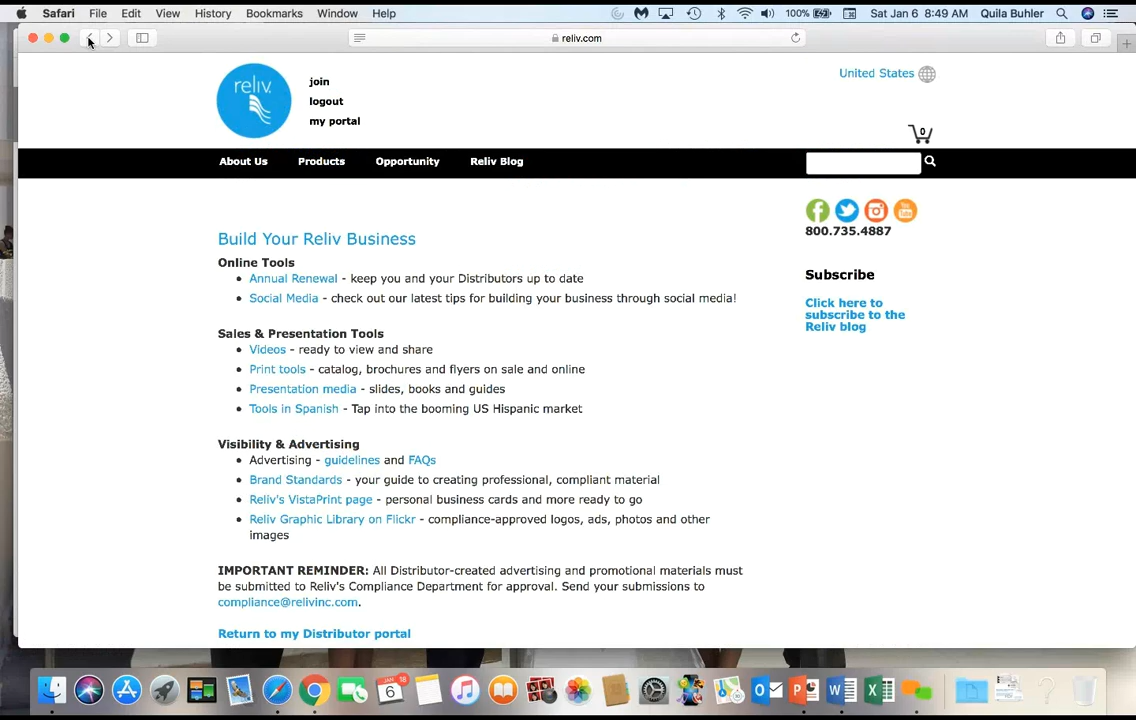 Safari File Edit View History Bookmarks Window Help 100% Sat Jan 6 8:49 AM Quila Buhler
reliv.com
reliv
join
logout
my portal
United States
0
About Us Products Opportunity Reliv Blog
You Tube
800.735.4887
Build Your Reliv Business
Online Tools
• Annual Renewal - keep you and your Distributors up to date
• Social Media - check out our latest tips for building your business through social media!
Subscribe
Click here to
subscribe to the
Reliv blog
Sales & Presentation Tools
• Videos - ready to view and share
• Print tools - catalog, brochures and flyers on sale and online
• Presentation media - slides, books and guides
• Tools in Spanish - Tap into the booming US Hispanic market
Visibility & Advertising
• Advertising - guidelines and FAQs
• Brand Standards - your guide to creating professional, compliant material
• Reliv's VistaPrint page - personal business cards and more ready to go
• Reliv Graphic Library on Flickr - compliance-approved logos, ads, photos and other
images
IMPORTANT REMINDER: All Distributor-created advertising and promotional materials must
be submitted to Reliv's Compliance Department for approval. Send your submissions to
compliance@relivinc.com.
Return to my Distributor portal
6
18